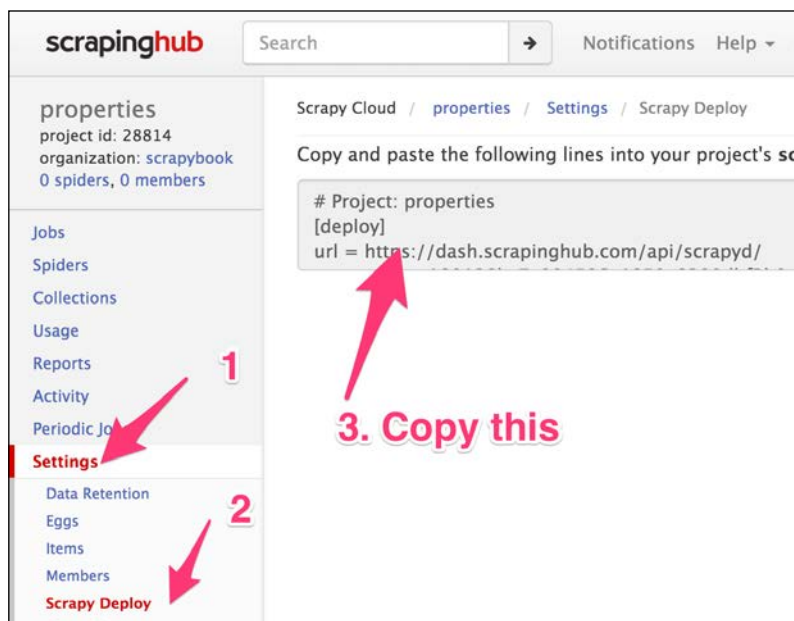 scrapinghub Search Notifications Help
properties
project id: 28814
organization: scrapybook
0 spiders, 0 members
Jobs
Spiders
Collections
Usage
Reports
Activity
Periodic
Settings
Data Retention
Eggs
Items
Members
Scrapy Deploy
Scrapy Cloud / properties / Settings / Scrapy Deploy
Copy and paste the following lines into your project's
# Project: properties
[deploy]
url = https://dash.scrapinghub.com/api/scrapyd/
1
2
3. Copy this